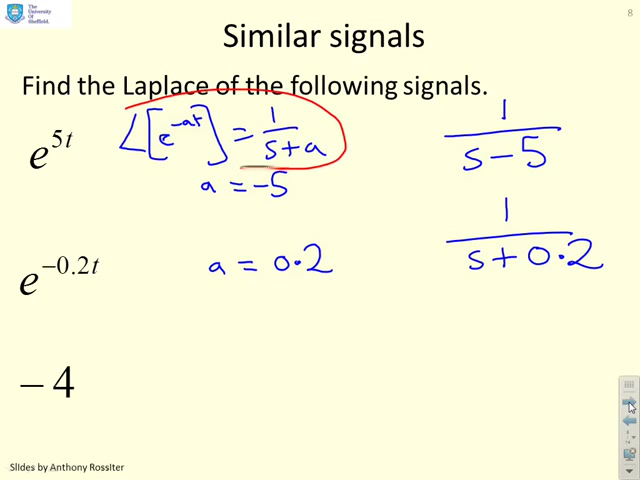 The University Of Sheffield.
8
Similar signals
Find the Laplace of the following signals.
e^{5t}
L[e^{-at}] = 1/(s+a)
a = -5
1/(s-5)
e^{-0.2t}
a = 0.2
1/(s+0.2)
-4
Slides by Anthony Rossiter